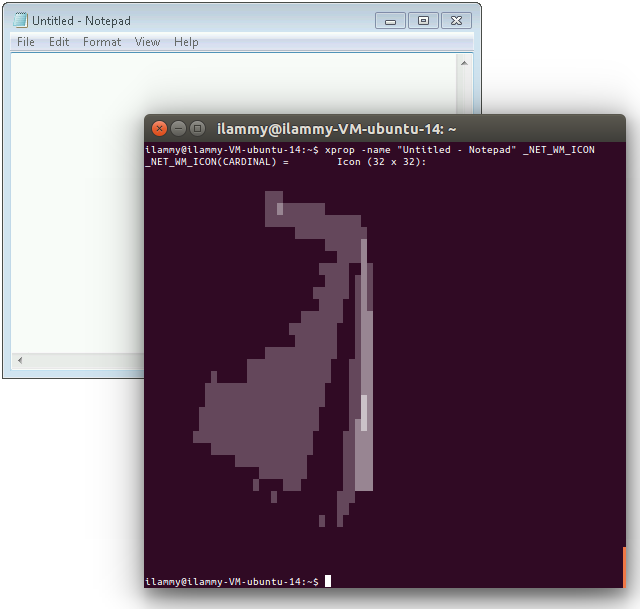 Untitled - Notepad
File Edit Format View Help
ilammy@ilammy-VM-ubuntu-14: ~
ilammy@ilammy-VM-ubuntu-14:~$ xprop -name "Untitled - Notepad" _NET_WM_ICON
_NET_WM_ICON(CARDINAL) = Icon (32 x 32):
ilammy@ilammy-VM-ubuntu-14:~$